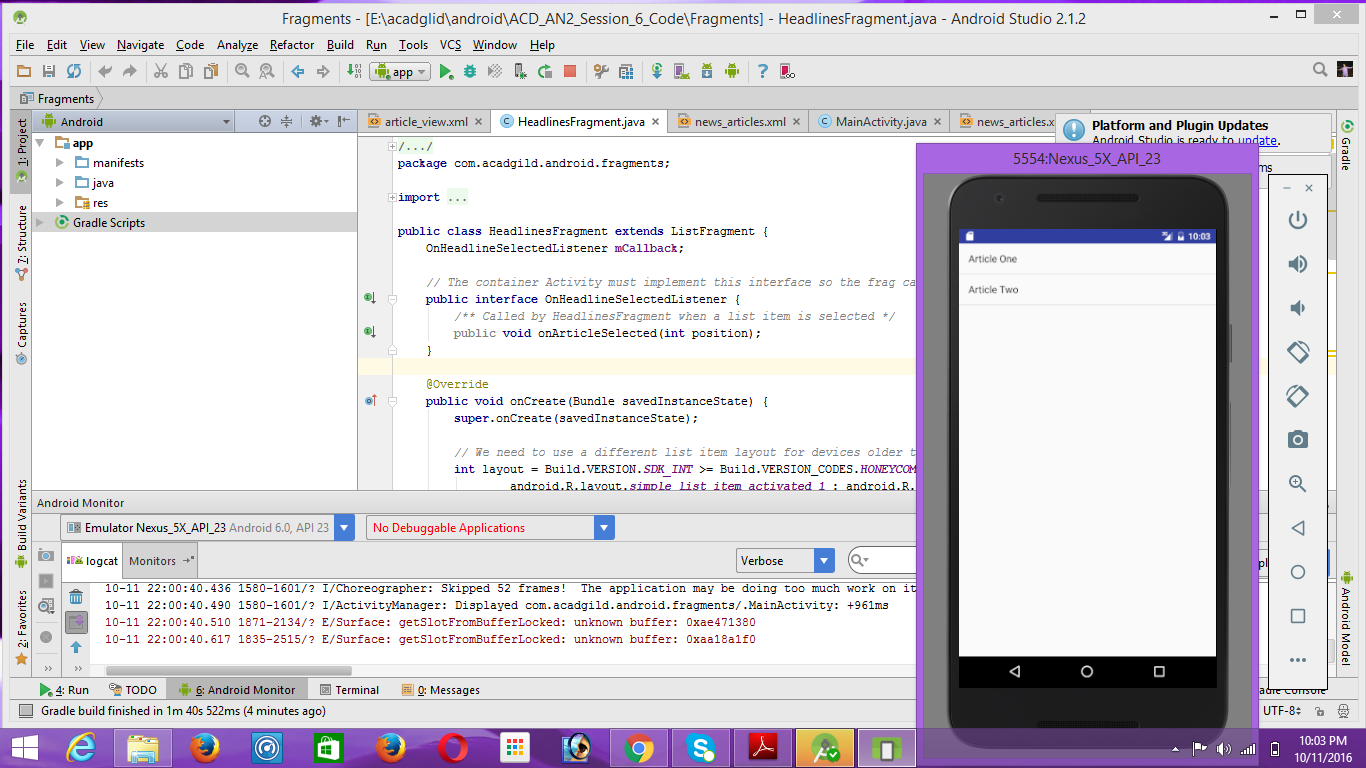 Fragments - [E:\acadglid\android\ACD_AN2_Session_6_Code\Fragments] - HeadlinesFragment.java - Android Studio 2.1.2
File Edit View Navigate Code Analyze Refactor Build Run Tools VCS Window Help
app
Fragments
Android
article_view.xml HeadlinesFragment.java news_articles.xml MainActivity.java news_articles.x
Platform and Plugin Updates
Android Studio is ready to update.
ms
1: Project
7: Structure
Captures
Build Variants
2: Favorites
app
manifests
java
res
Gradle Scripts
/.../
package com.acadgild.android.fragments;
import ...
public class HeadlinesFragment extends ListFragment {
OnHeadlineSelectedListener mCallback;
// The container Activity must implement this interface so the frag ca
public interface OnHeadlineSelectedListener {
/** Called by HeadlinesFragment when a list item is selected */
public void onArticleSelected(int position);
}
@Override
public void onCreate(Bundle savedInstanceState) {
super.onCreate(savedInstanceState);
// We need to use a different list item layout for devices older t
int layout = Build.VERSION.SDK_INT >= Build.VERSION_CODES.HONEYCOM
android.R.layout.simple_list_item_activated_1 : android.R.
5554:Nexus_5X_API_23
10:03
Article One
Article Two
Gradle
Android Model
Android Monitor
Emulator Nexus_5X_API_23 Android 6.0, API 23
No Debuggable Applications
logcat Monitors
Verbose
10-11 22:00:40.436 1580-1601/? I/Choreographer: Skipped 52 frames!  The application may be doing too much work on it
10-11 22:00:40.490 1580-1601/? I/ActivityManager: Displayed com.acadgild.android.fragments/.MainActivity: +961ms
10-11 22:00:40.510 1871-2134/? E/Surface: getSlotFromBufferLocked: unknown buffer: 0xae471380
10-11 22:00:40.617 1835-2515/? E/Surface: getSlotFromBufferLocked: unknown buffer: 0xaa18a1f0
4: Run TODO 6: Android Monitor Terminal 0: Messages
adle Console
Gradle build finished in 1m 40s 522ms (4 minutes ago)
UTF-8
10:03 PM
10/11/2016